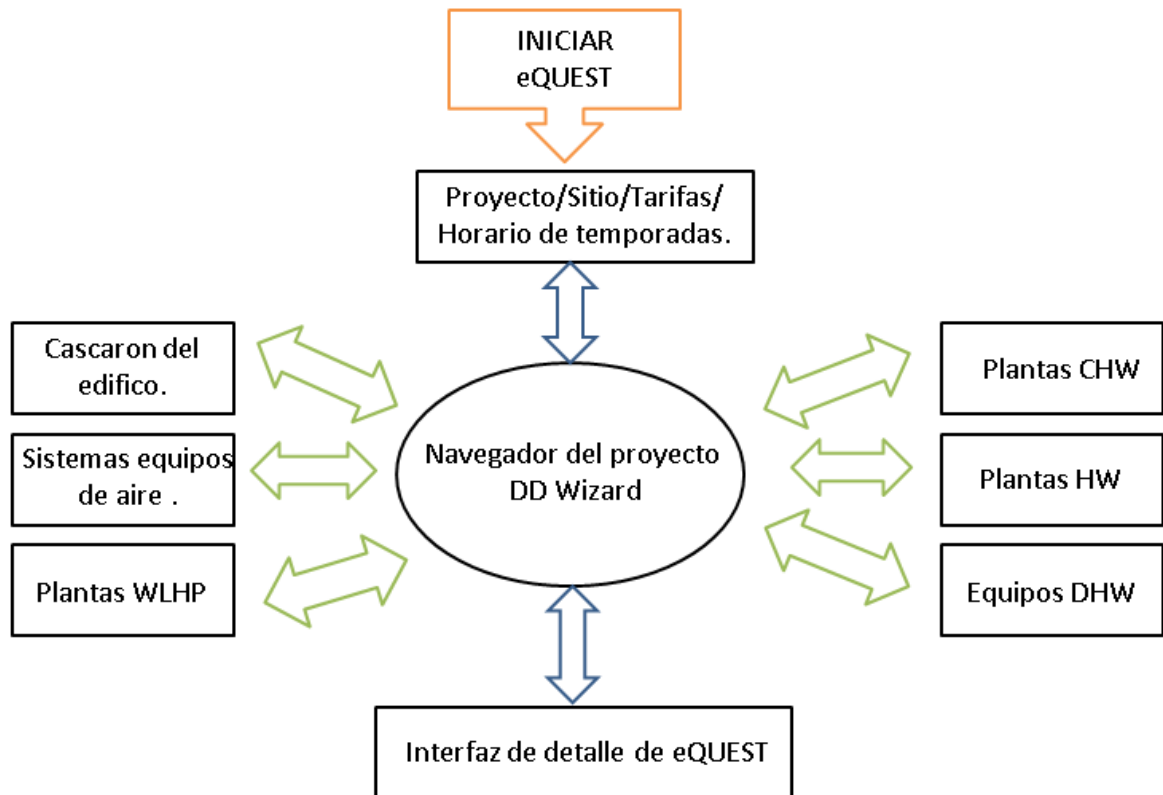 INICIAR
eQUEST
Proyecto/Sitio/Tarifas/
Horario de temporadas.
Cascaron del
edifico.
Plantas CHW
Sistemas equipos
de aire .
Navegador del proyecto
DD Wizard
Plantas HW
Plantas WLHP
Equipos DHW
Interfaz de detalle de eQUEST